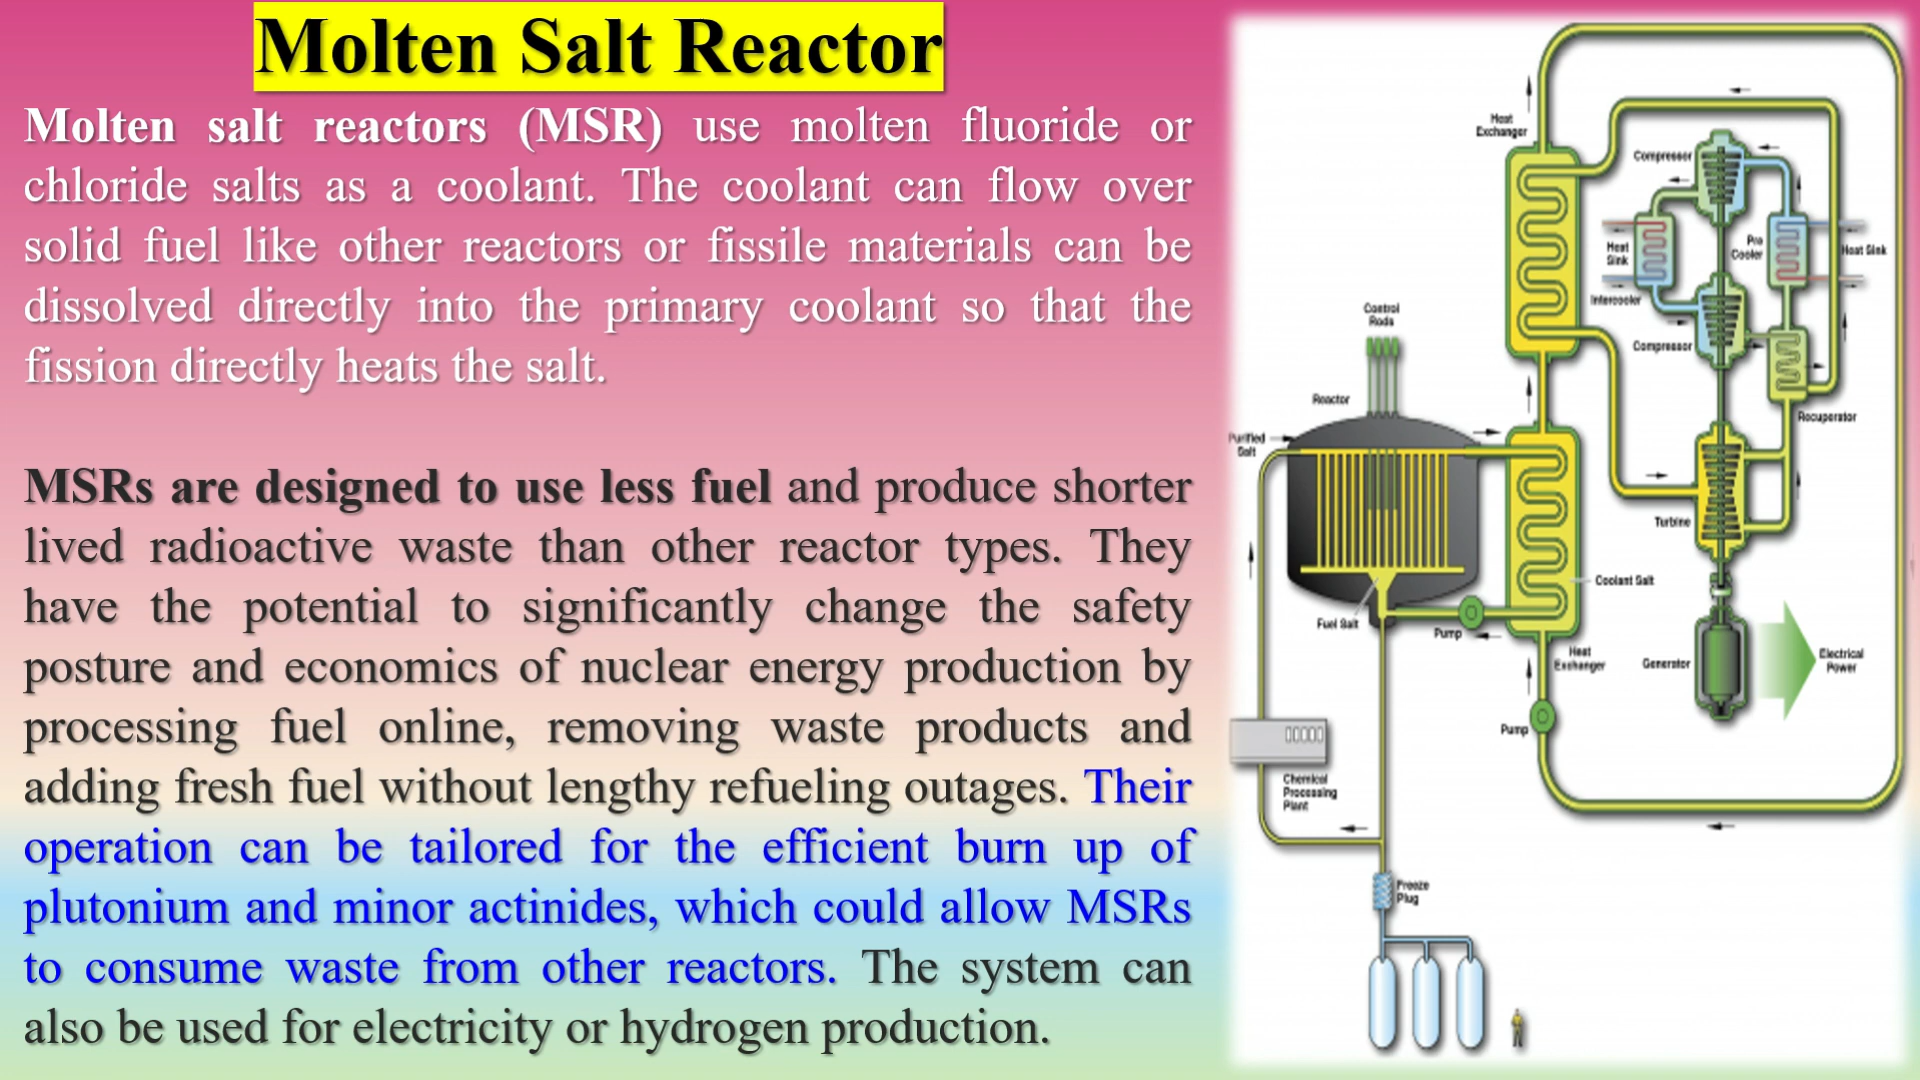 Molten Salt Reactor
Molten salt reactors (MSR) use molten fluoride or
chloride salts as a coolant. The coolant can flow over
solid fuel like other reactors or fissile materials can be
dissolved directly into the primary coolant so that the
fission directly heats the salt.
MSRs are designed to use less fuel and produce shorter
lived radioactive waste than other reactor types. They
have the potential to significantly change the safety
posture and economics of nuclear energy production by
processing fuel online, removing waste products and
adding fresh fuel without lengthy refueling outages. Their
operation can be tailored for the efficient burn up of
plutonium and minor actinides, which could allow MSRs
to consume waste from other reactors. The system can
also be used for electricity or hydrogen production.
Heat
Exchanger
Compressor
Heat
Sink
Pre
Cooler
Heat Sink
Intercooler
Compressor
Control
Rods
Reactor
Recuperator
Purified
Salt
Turbine
Coolant Salt
Fuel Salt
Pump
Heat
Exchanger
Generator
Electrical
Power
Pump
Chemical
Processing
Plant
Freeze
Plug